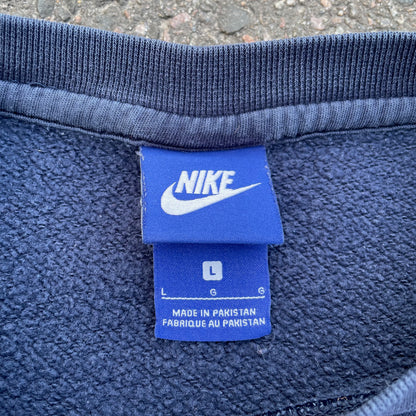 NIKE
L
L G G
MADE IN PAKISTAN
FABRIQUE AU PAKISTAN